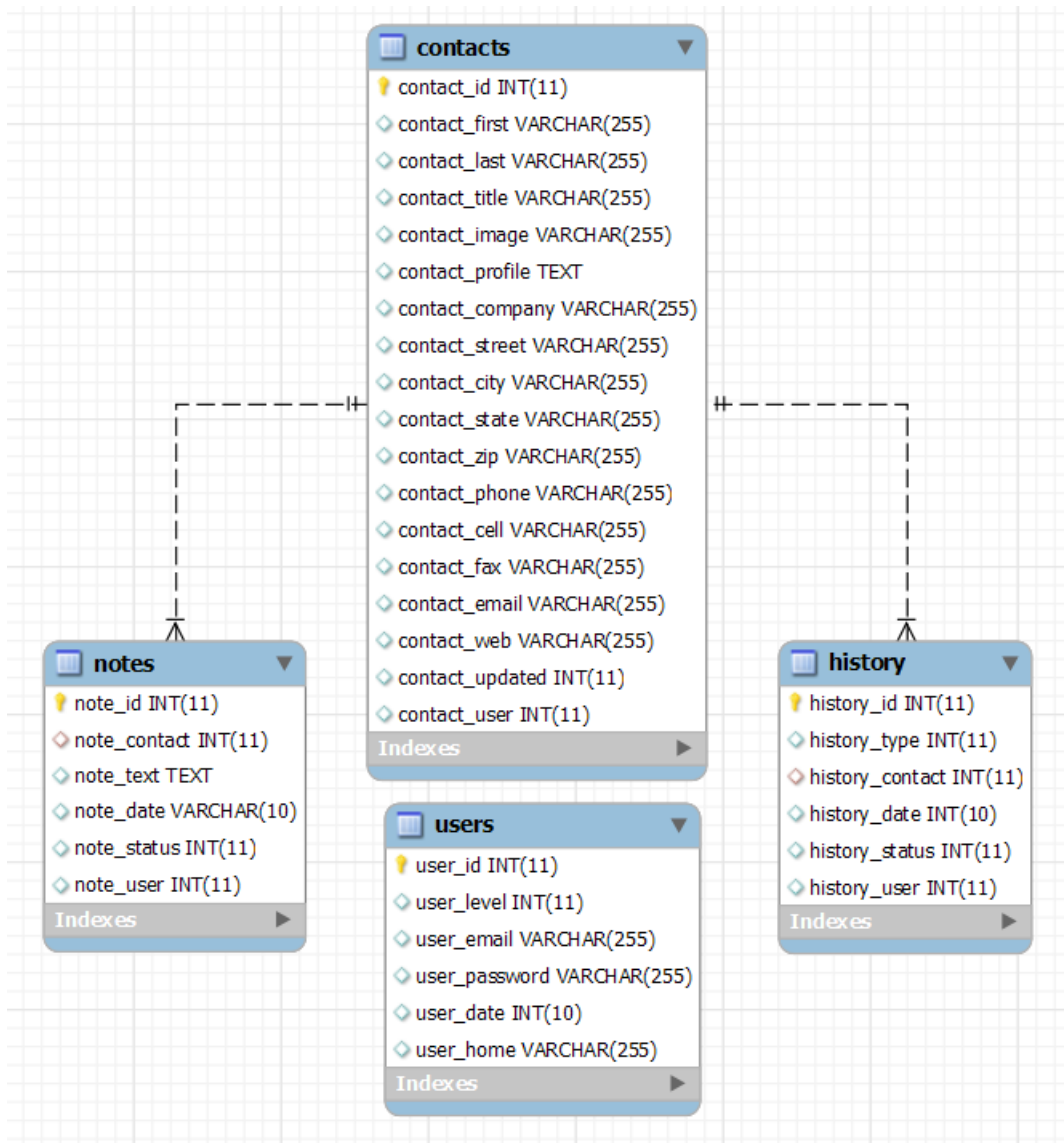 contacts
contact_id INT(11)
contact_first VARCHAR(255)
contact_last VARCHAR(255)
contact_title VARCHAR(255)
contact_image VARCHAR(255)
contact_profile TEXT
contact_company VARCHAR(255)
contact_street VARCHAR(255)
contact_city VARCHAR(255)
contact_state VARCHAR(255)
contact_zip VARCHAR(255)
contact_phone VARCHAR(255)
contact_cell VARCHAR(255)
contact_fax VARCHAR(255)
contact_email VARCHAR(255)
contact_web VARCHAR(255)
contact_updated INT(11)
contact_user INT(11)
Indexes
notes
note_id INT(11)
note_contact INT(11)
note_text TEXT
note_date VARCHAR(10)
note_status INT(11)
note_user INT(11)
Indexes
history
history_id INT(11)
history_type INT(11)
history_contact INT(11)
history_date INT(10)
history_status INT(11)
history_user INT(11)
Indexes
users
user_id INT(11)
user_level INT(11)
user_email VARCHAR(255)
user_password VARCHAR(255)
user_date INT(10)
user_home VARCHAR(255)
Indexes